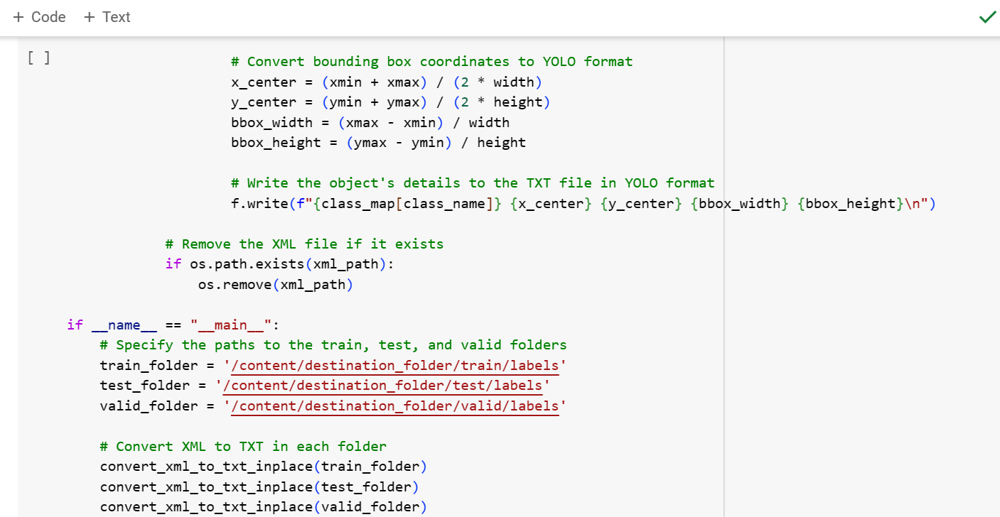 + Code + Text
[ ]
# Convert bounding box coordinates to YOLO format
x_center = (xmin + xmax) / (2 * width)
y_center = (ymin + ymax) / (2 * height)
bbox_width = (xmax - xmin) / width
bbox_height = (ymax - ymin) / height
# Write the object's details to the TXT file in YOLO format
f.write(f"{class_map[class_name]} {x_center} {y_center} {bbox_width} {bbox_height}\n")
# Remove the XML file if it exists
if os.path.exists(xml_path):
os.remove(xml_path)
if __name__ == "__main__":
# Specify the paths to the train, test, and valid folders
train_folder = '/content/destination_folder/train/labels'
test_folder = '/content/destination_folder/test/labels'
valid_folder = '/content/destination_folder/valid/labels'
# Convert XML to TXT in each folder
convert_xml_to_txt_inplace(train_folder)
convert_xml_to_txt_inplace(test_folder)
convert_xml_to_txt_inplace(valid_folder)